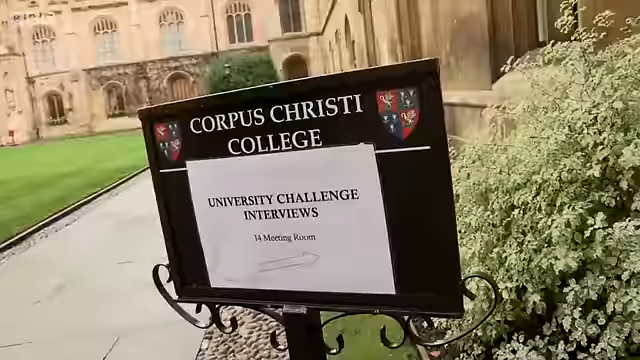 CORPUS CHRISTI
COLLEGE
UNIVERSITY CHALLENGE
INTERVIEWS
14 Meeting Room